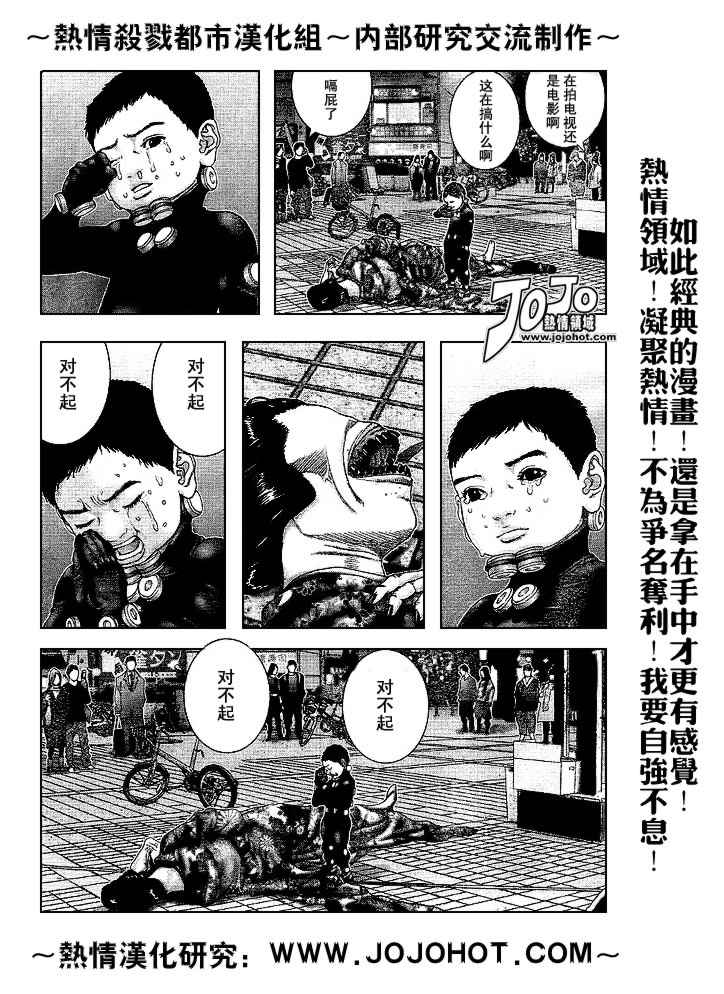 ～熱情殺戮都市漢化組～内部研究交流制作～
在拍电视还
是电影啊
这在搞什么
啊
嗝屁
了
JOJO
熱情領域
www.jojohot.com
对不
起
对不
起
对不
起
对不
起
如此經典的漫畫！還是拿在手中才更有感覺！
熱情領域！凝聚熱情！不為爭名奪利！我要自強不息！
～熱情漢化研究：WWW.JOJOHOT.COM～